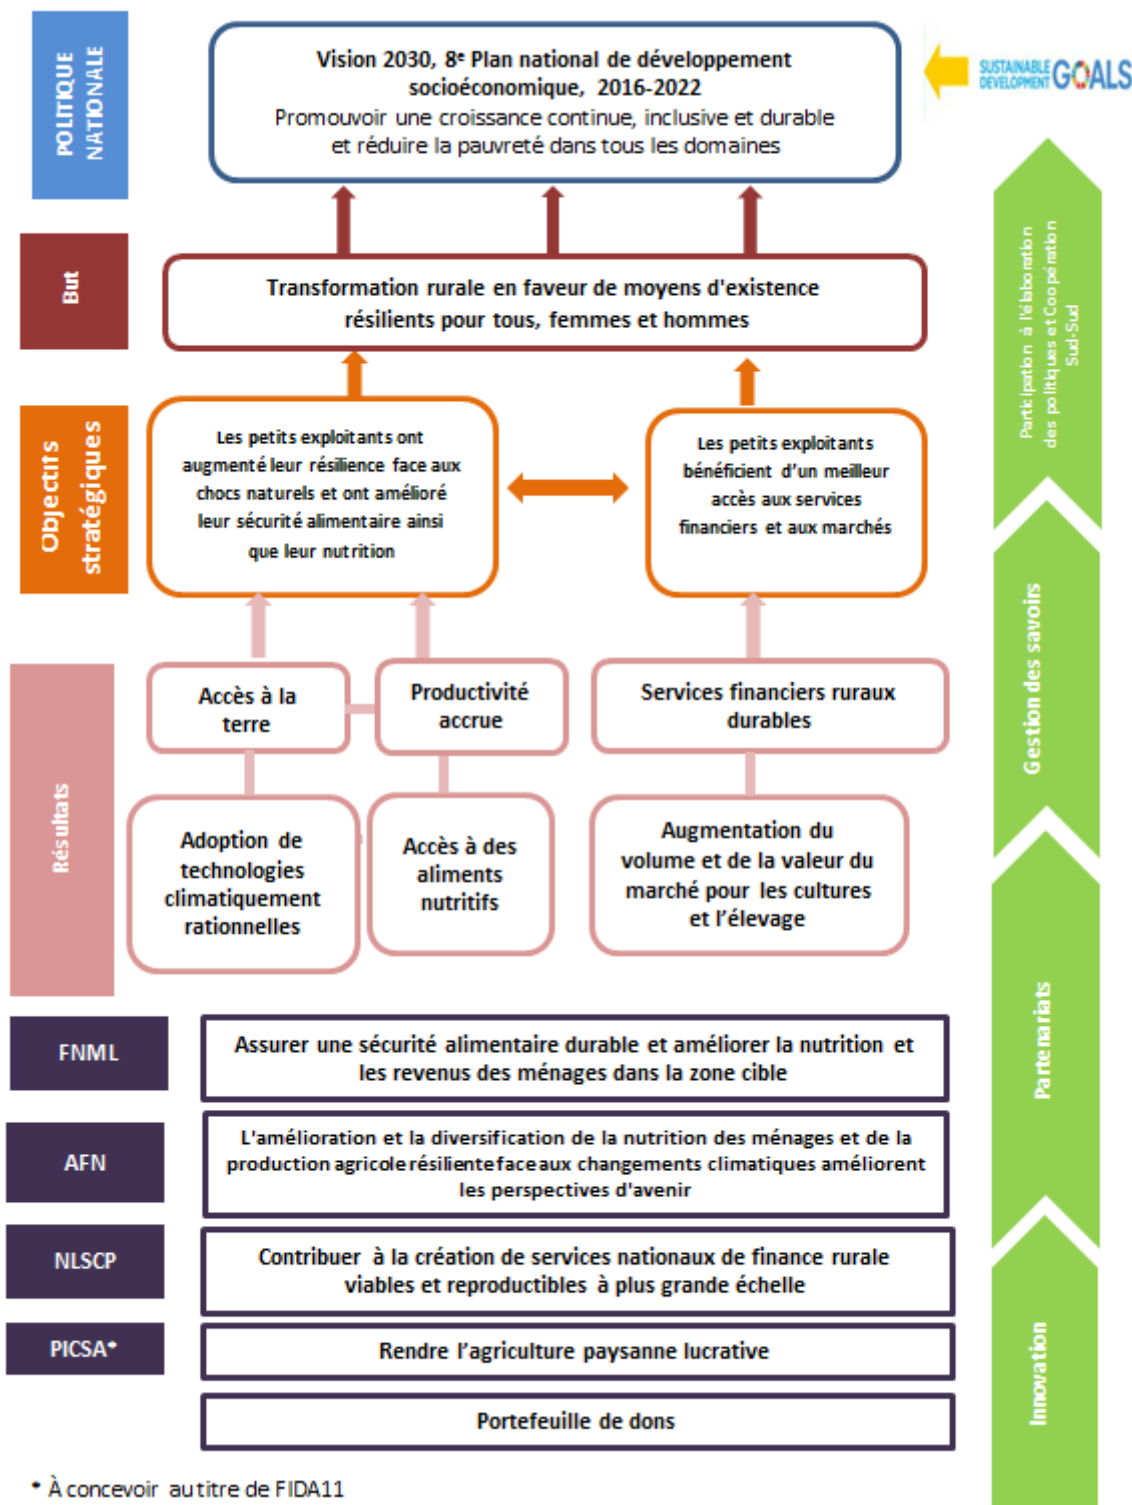 POLITIQUE
NATIONALE
Vision 2030, 8e Plan national de développement
socioéconomique, 2016-2022
Promouvoir une croissance continue, inclusive et durable
et réduire la pauvreté dans tous les domaines
SUSTAINABLE
DEVELOPMENT GOALS
But
Transformation rurale en faveur de moyens d'existence
résilients pour tous, femmes et hommes
Participation à l'élaboration
des politiques et Coopération
Sud-Sud
Objectifs
stratégiques
Les petits exploitants ont
augmenté leur résilience face aux
chocs naturels et ont amélioré
leur sécurité alimentaire ainsi
que leur nutrition
Les petits exploitants
bénéficient d’un meilleur
accès aux services
financiers et aux marchés
Gestion des savoirs
Résultats
Accès à la
terre
Productivité
accrue
Services financiers ruraux
durables
Adoption de
technologies
climatiquement
rationnelles
Accès à des
aliments
nutritifs
Augmentation du
volume et de la valeur du
marché pour les cultures
et l’élevage
Partenariats
FNML
Assurer une sécurité alimentaire durable et améliorer la nutrition et
les revenus des ménages dans la zone cible
AFN
L'amélioration et la diversification de la nutrition des ménages et de la
production agricole résiliente face aux changements climatiques améliorent
les perspectives d'avenir
NLSCP
Contribuer à la création de services nationaux de finance rurale
viables et reproductibles à plus grande échelle
PICSA*
Rendre l’agriculture paysanne lucrative
Innovation
Portefeuille de dons
* À concevoir au titre de FIDA11